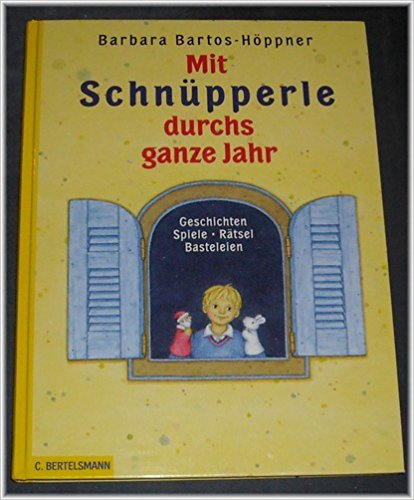 Barbara Bartos-Höppner
Mit
Schnüpperle
durchs
ganze Jahr
Geschichten
Spiele • Rätsel
Basteleien
C. BERTELSMANN